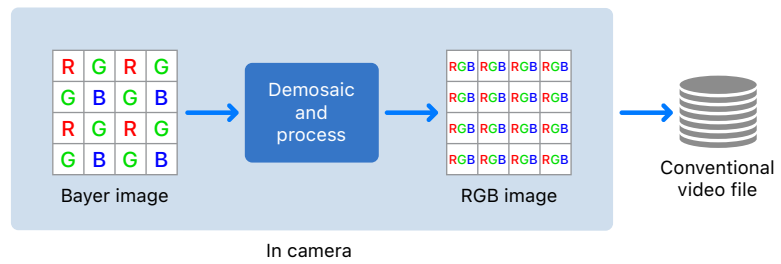 R G R G
G B G B
R G R G
G B G B
Bayer image
Demosaic
and
process
RGB RGB RGB RGB
RGB RGB RGB RGB
RGB RGB RGB RGB
RGB RGB RGB RGB
RGB image
Conventional
video file
In camera